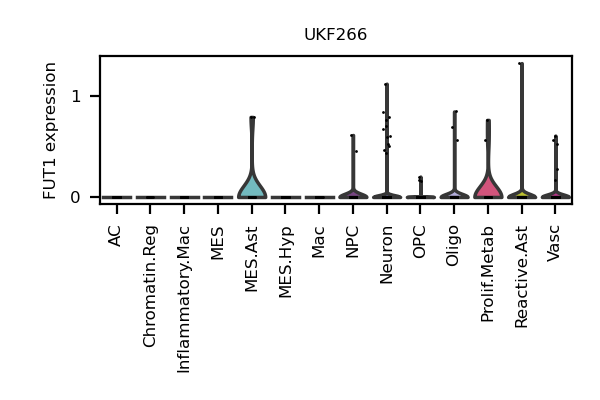 UKF266
FUT1 expression
1
0
AC
Chromatin.Reg
Inflammatory.Mac
MES
MES.Ast
MES.Hyp
Mac
NPC
Neuron
OPC
Oligo
Prolif.Metab
Reactive.Ast
Vasc